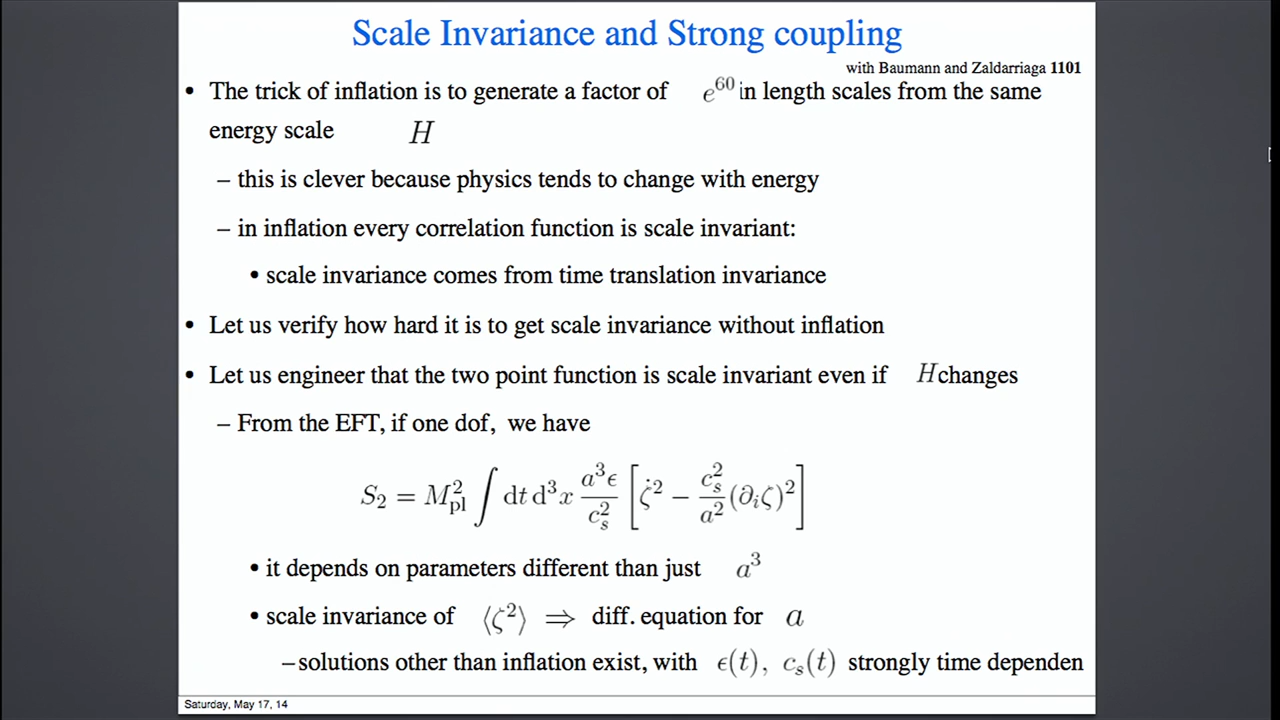 Scale Invariance and Strong coupling
with Baumann and Zaldarriaga 1101
• The trick of inflation is to generate a factor of e^{60} in length scales from the same
energy scale H
– this is clever because physics tends to change with energy
– in inflation every correlation function is scale invariant:
• scale invariance comes from time translation invariance
• Let us verify how hard it is to get scale invariance without inflation
• Let us engineer that the two point function is scale invariant even if H changes
– From the EFT, if one dof, we have
S_2 = M_{pl}^2 ∫ dt d^3x \frac{a^3 ϵ}{c_s^2} [ \dot{ζ}^2 − \frac{c_s^2}{a^2} (∂_i ζ)^2 ]
• it depends on parameters different than just a^3
• scale invariance of ⟨ζ^2⟩ ⇒ diff. equation for a
– solutions other than inflation exist, with ϵ(t), c_s(t) strongly time dependen
Saturday, May 17, 14